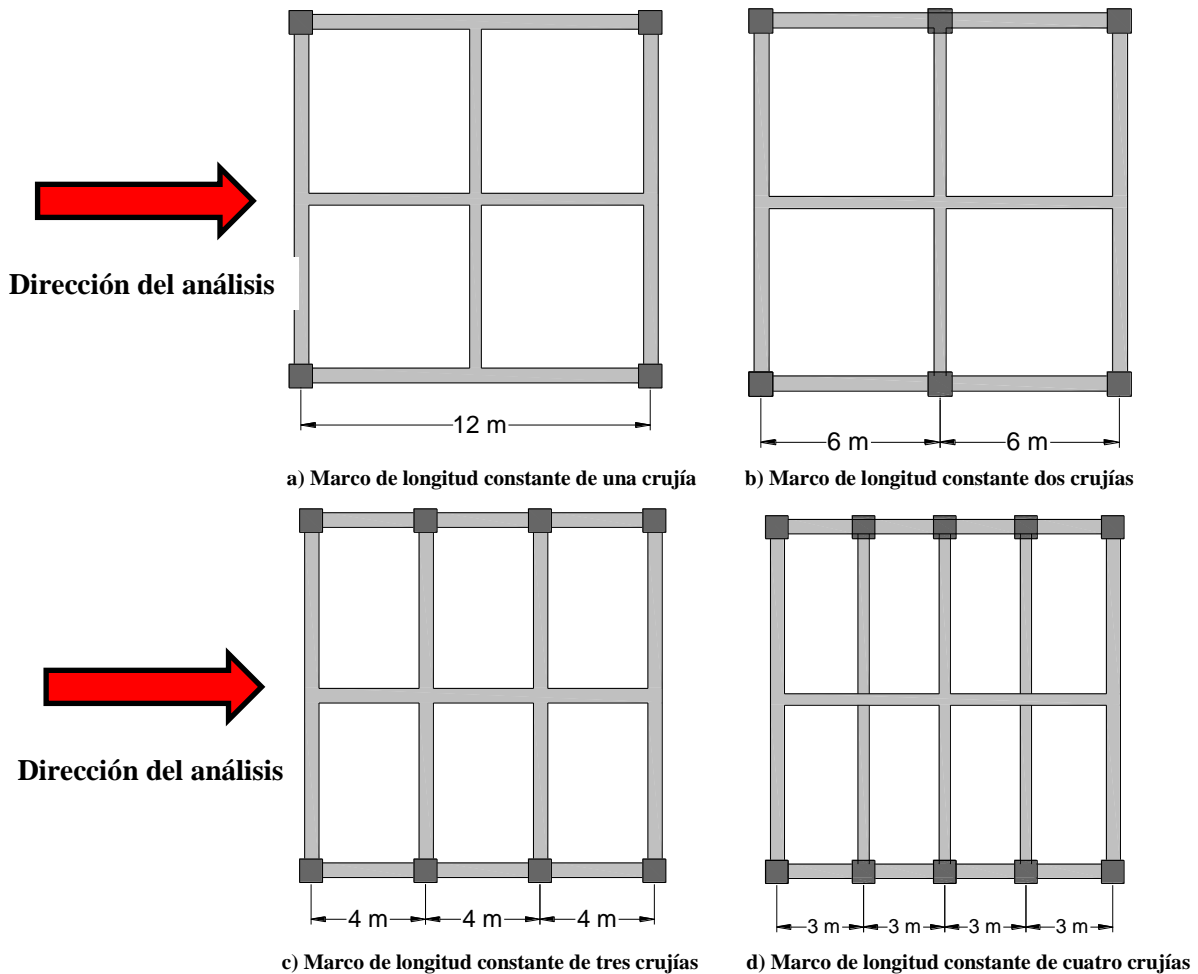 Dirección del análisis
12 m
6 m
6 m
a) Marco de longitud constante de una crujía
b) Marco de longitud constante dos crujías
Dirección del análisis
4 m
4 m
4 m
3 m
3 m
3 m
3 m
c) Marco de longitud constante de tres crujías
d) Marco de longitud constante de cuatro crujías